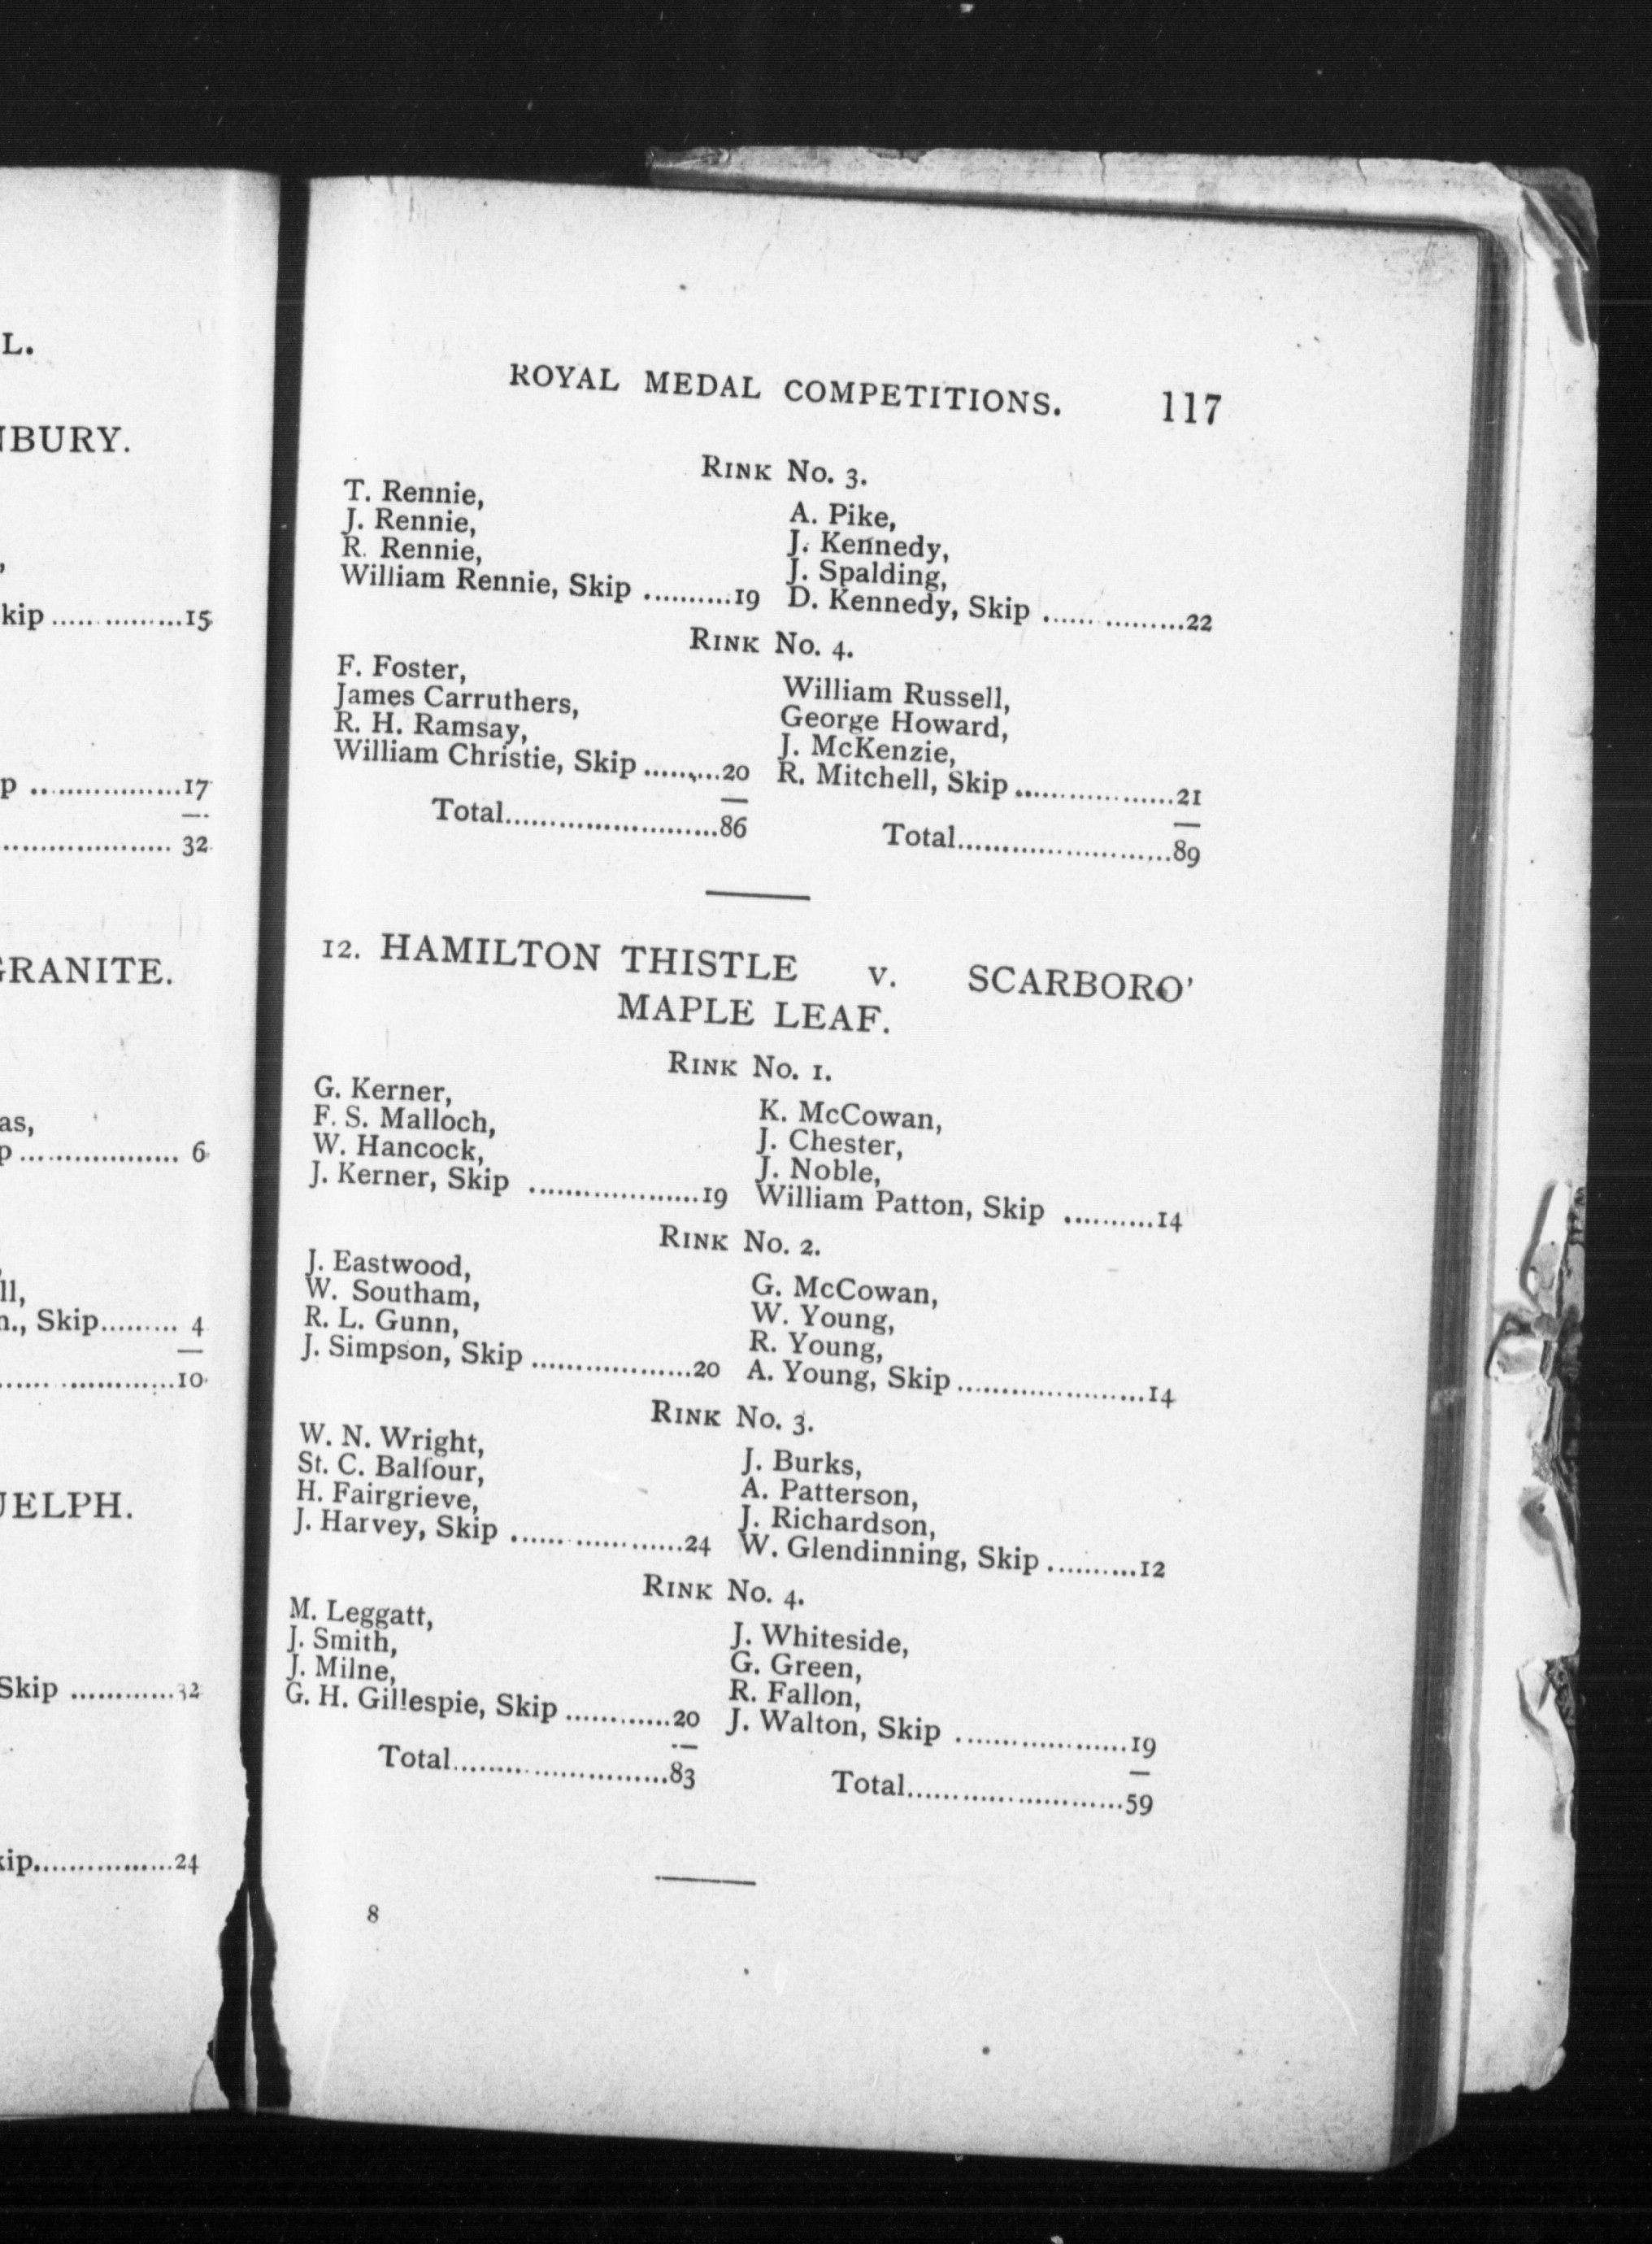 L.
NBURY.
,
kip ................15
p ................17
.................... 32
GRANITE.
as,
p .................. 6
ll,
n., Skip......... 4
....................10
UELPH.
Skip ............32
kip................24
ROYAL MEDAL COMPETITIONS. 117
RINK No. 3.
T. Rennie,
J. Rennie,
R. Rennie,
William Rennie, Skip ..........19
A. Pike,
J. Kennedy,
J. Spalding,
D. Kennedy, Skip ................22
RINK No. 4.
F. Foster,
James Carruthers,
R. H. Ramsay,
William Christie, Skip .........20
Total........................86
William Russell,
George Howard,
J. McKenzie,
R. Mitchell, Skip ..................21
Total........................89
12. HAMILTON THISTLE v. SCARBORO'
MAPLE LEAF.
RINK No. 1.
G. Kerner,
F. S. Malloch,
W. Hancock,
J. Kerner, Skip ....................19
K. McCowan,
J. Chester,
J. Noble,
William Patton, Skip ..........14
RINK No. 2.
J. Eastwood,
W. Southam,
R. L. Gunn,
J. Simpson, Skip ..................20
G. McCowan,
W. Young,
R. Young,
A. Young, Skip .....................14
RINK No. 3.
W. N. Wright,
St. C. Balfour,
H. Fairgrieve,
J. Harvey, Skip ...................24
J. Burks,
A. Patterson,
J. Richardson,
W. Glendinning, Skip ..........12
RINK No. 4.
M. Leggatt,
J. Smith,
J. Milne,
G. H. Gillespie, Skip ............20
Total........................83
J. Whiteside,
G. Green,
R. Fallon,
J. Walton, Skip ...................19
Total........................59
8